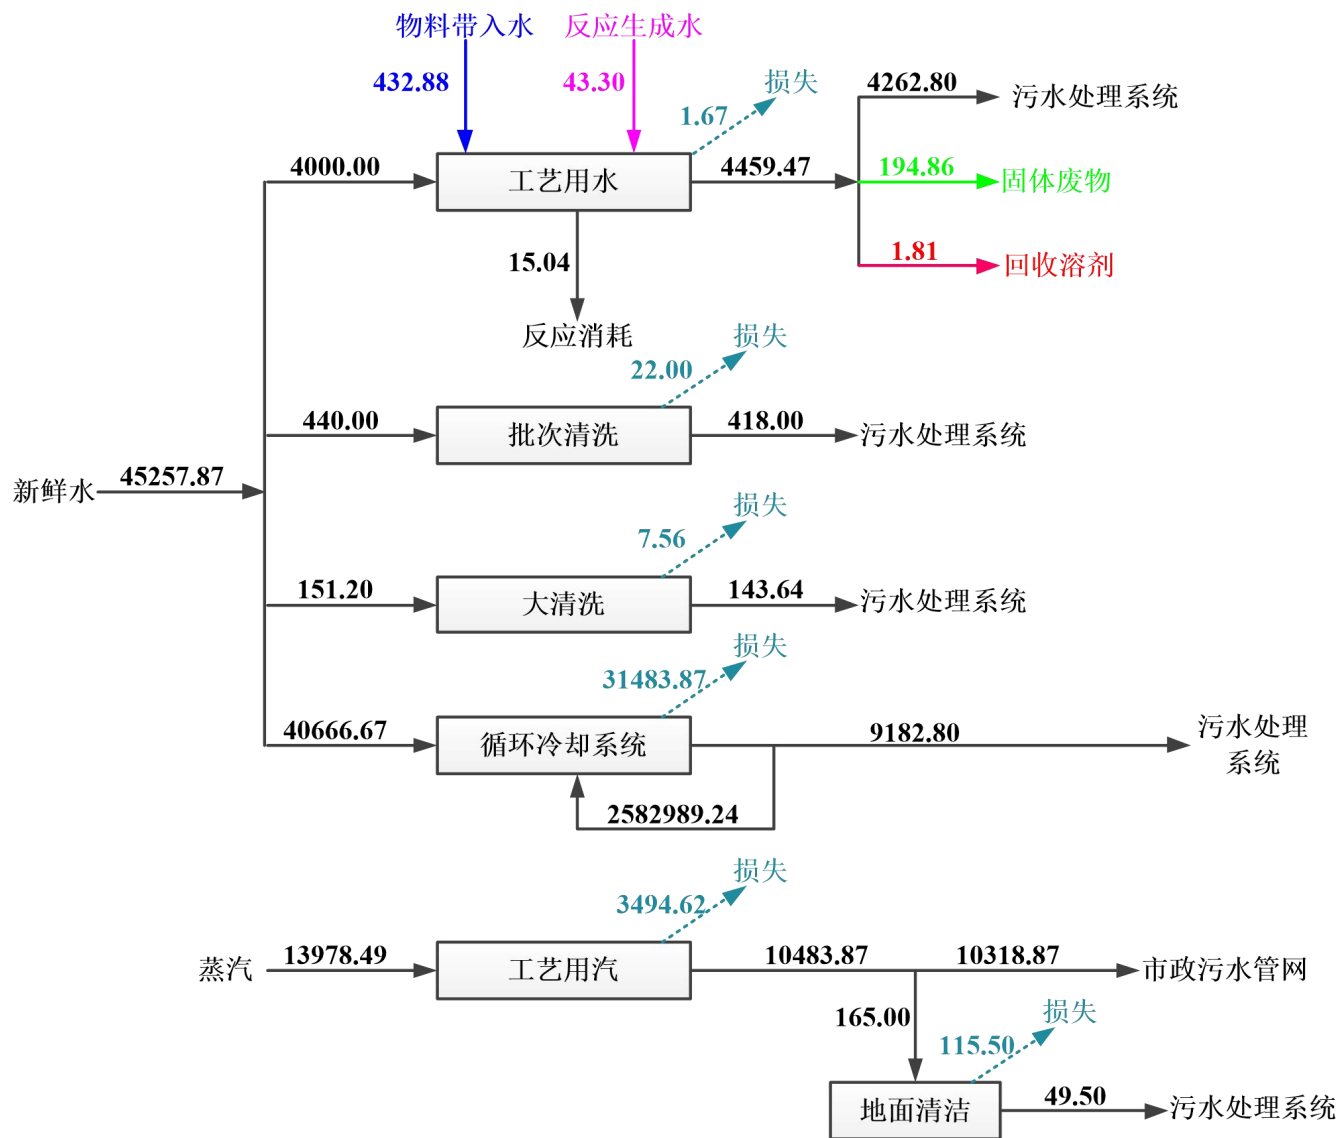 物料带入水
反应生成水
432.88
43.30
损失
1.67
4262.80
污水处理系统
4000.00
工艺用水
4459.47
194.86
固体废物
15.04
1.81
回收溶剂
反应消耗
损失
22.00
440.00
批次清洗
418.00
污水处理系统
新鲜水
45257.87
损失
7.56
151.20
大清洗
143.64
污水处理系统
损失
31483.87
40666.67
循环冷却系统
9182.80
污水处理
系统
2582989.24
损失
3494.62
蒸汽
13978.49
工艺用汽
10483.87
10318.87
市政污水管网
165.00
损失
115.50
地面清洁
49.50
污水处理系统